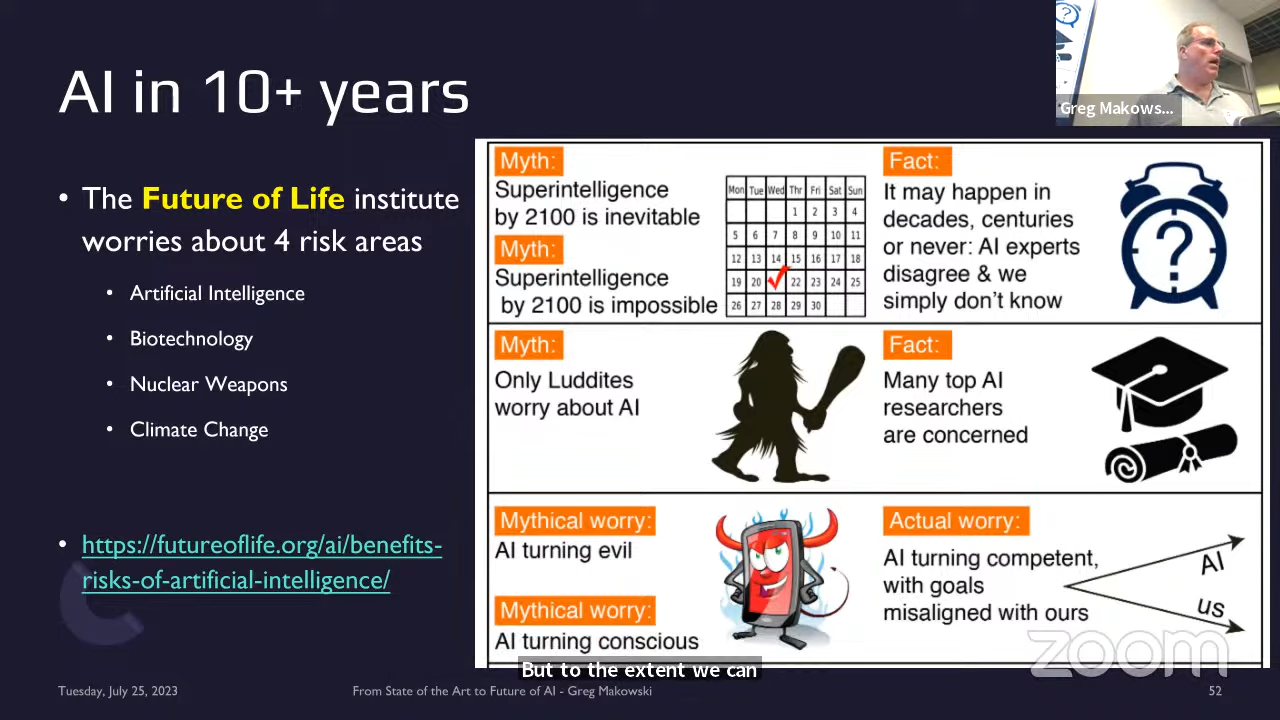 AI in 10+ years
Greg Makows...
• The Future of Life institute
worries about 4 risk areas
• Artificial Intelligence
• Biotechnology
• Nuclear Weapons
• Climate Change
• https://futureoflife.org/ai/benefits-
risks-of-artificial-intelligence/
Myth:
Superintelligence
by 2100 is inevitable
Myth:
Superintelligence
by 2100 is impossible
Mon Tue Wed Thr Fri Sat Sun
1 2 3 4
5 6 7 8 9 10 11
12 13 14 15 16 17 18
19 20 22 23 24 25
26 27 28 29 30
Fact:
It may happen in
decades, centuries
or never: AI experts
disagree & we
simply don't know
Myth:
Only Luddites
worry about AI
Fact:
Many top AI
researchers
are concerned
Mythical worry:
AI turning evil
Mythical worry:
AI turning conscious
Actual worry:
AI turning competent,
with goals
misaligned with ours
AI
us
zoom
But to the extent we can
Tuesday, July 25, 2023
From State of the Art to Future of AI - Greg Makowski
52